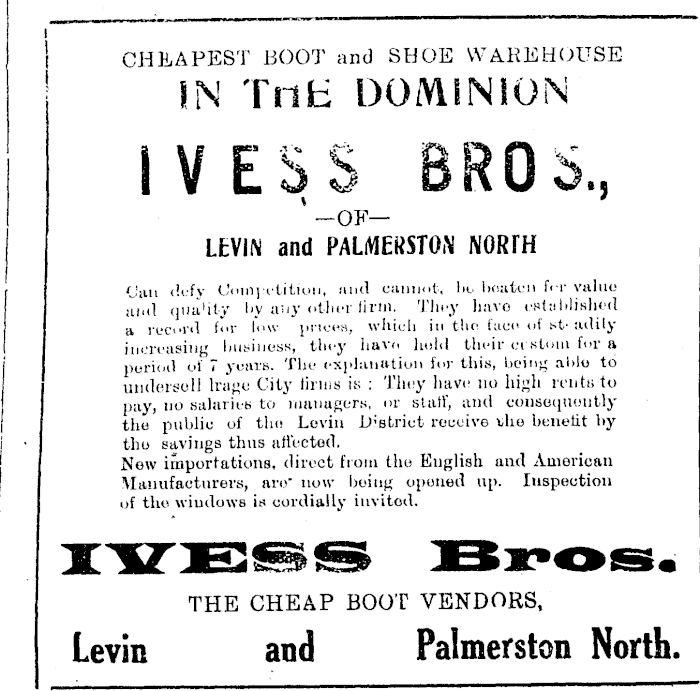 CHEAPEST BOOT and SHOE WAREHOUSE
IN THE DOMINION
IVESS BROS.,
—OF—
LEVIN and PALMERSTON NORTH
Can defy Competition, and cannot, be beaten for value
and quality by any other firm. They have established
a record for low prices, which in the face of steadily
increasing business, they have held their custom for a
period of 7 years. The explanation for this, being able to
undersell lrage City firms is : They have no high rents to
pay, no salaries to managers, or staff, and consequently
the public of the Levin District receive the benefit by
the savings thus affected.
New importations, direct from the English and American
Manufacturers, are now being opened up. Inspection
of the windows is cordially invited.
IVESS Bros.
THE CHEAP BOOT VENDORS,
Levin and Palmerston North.